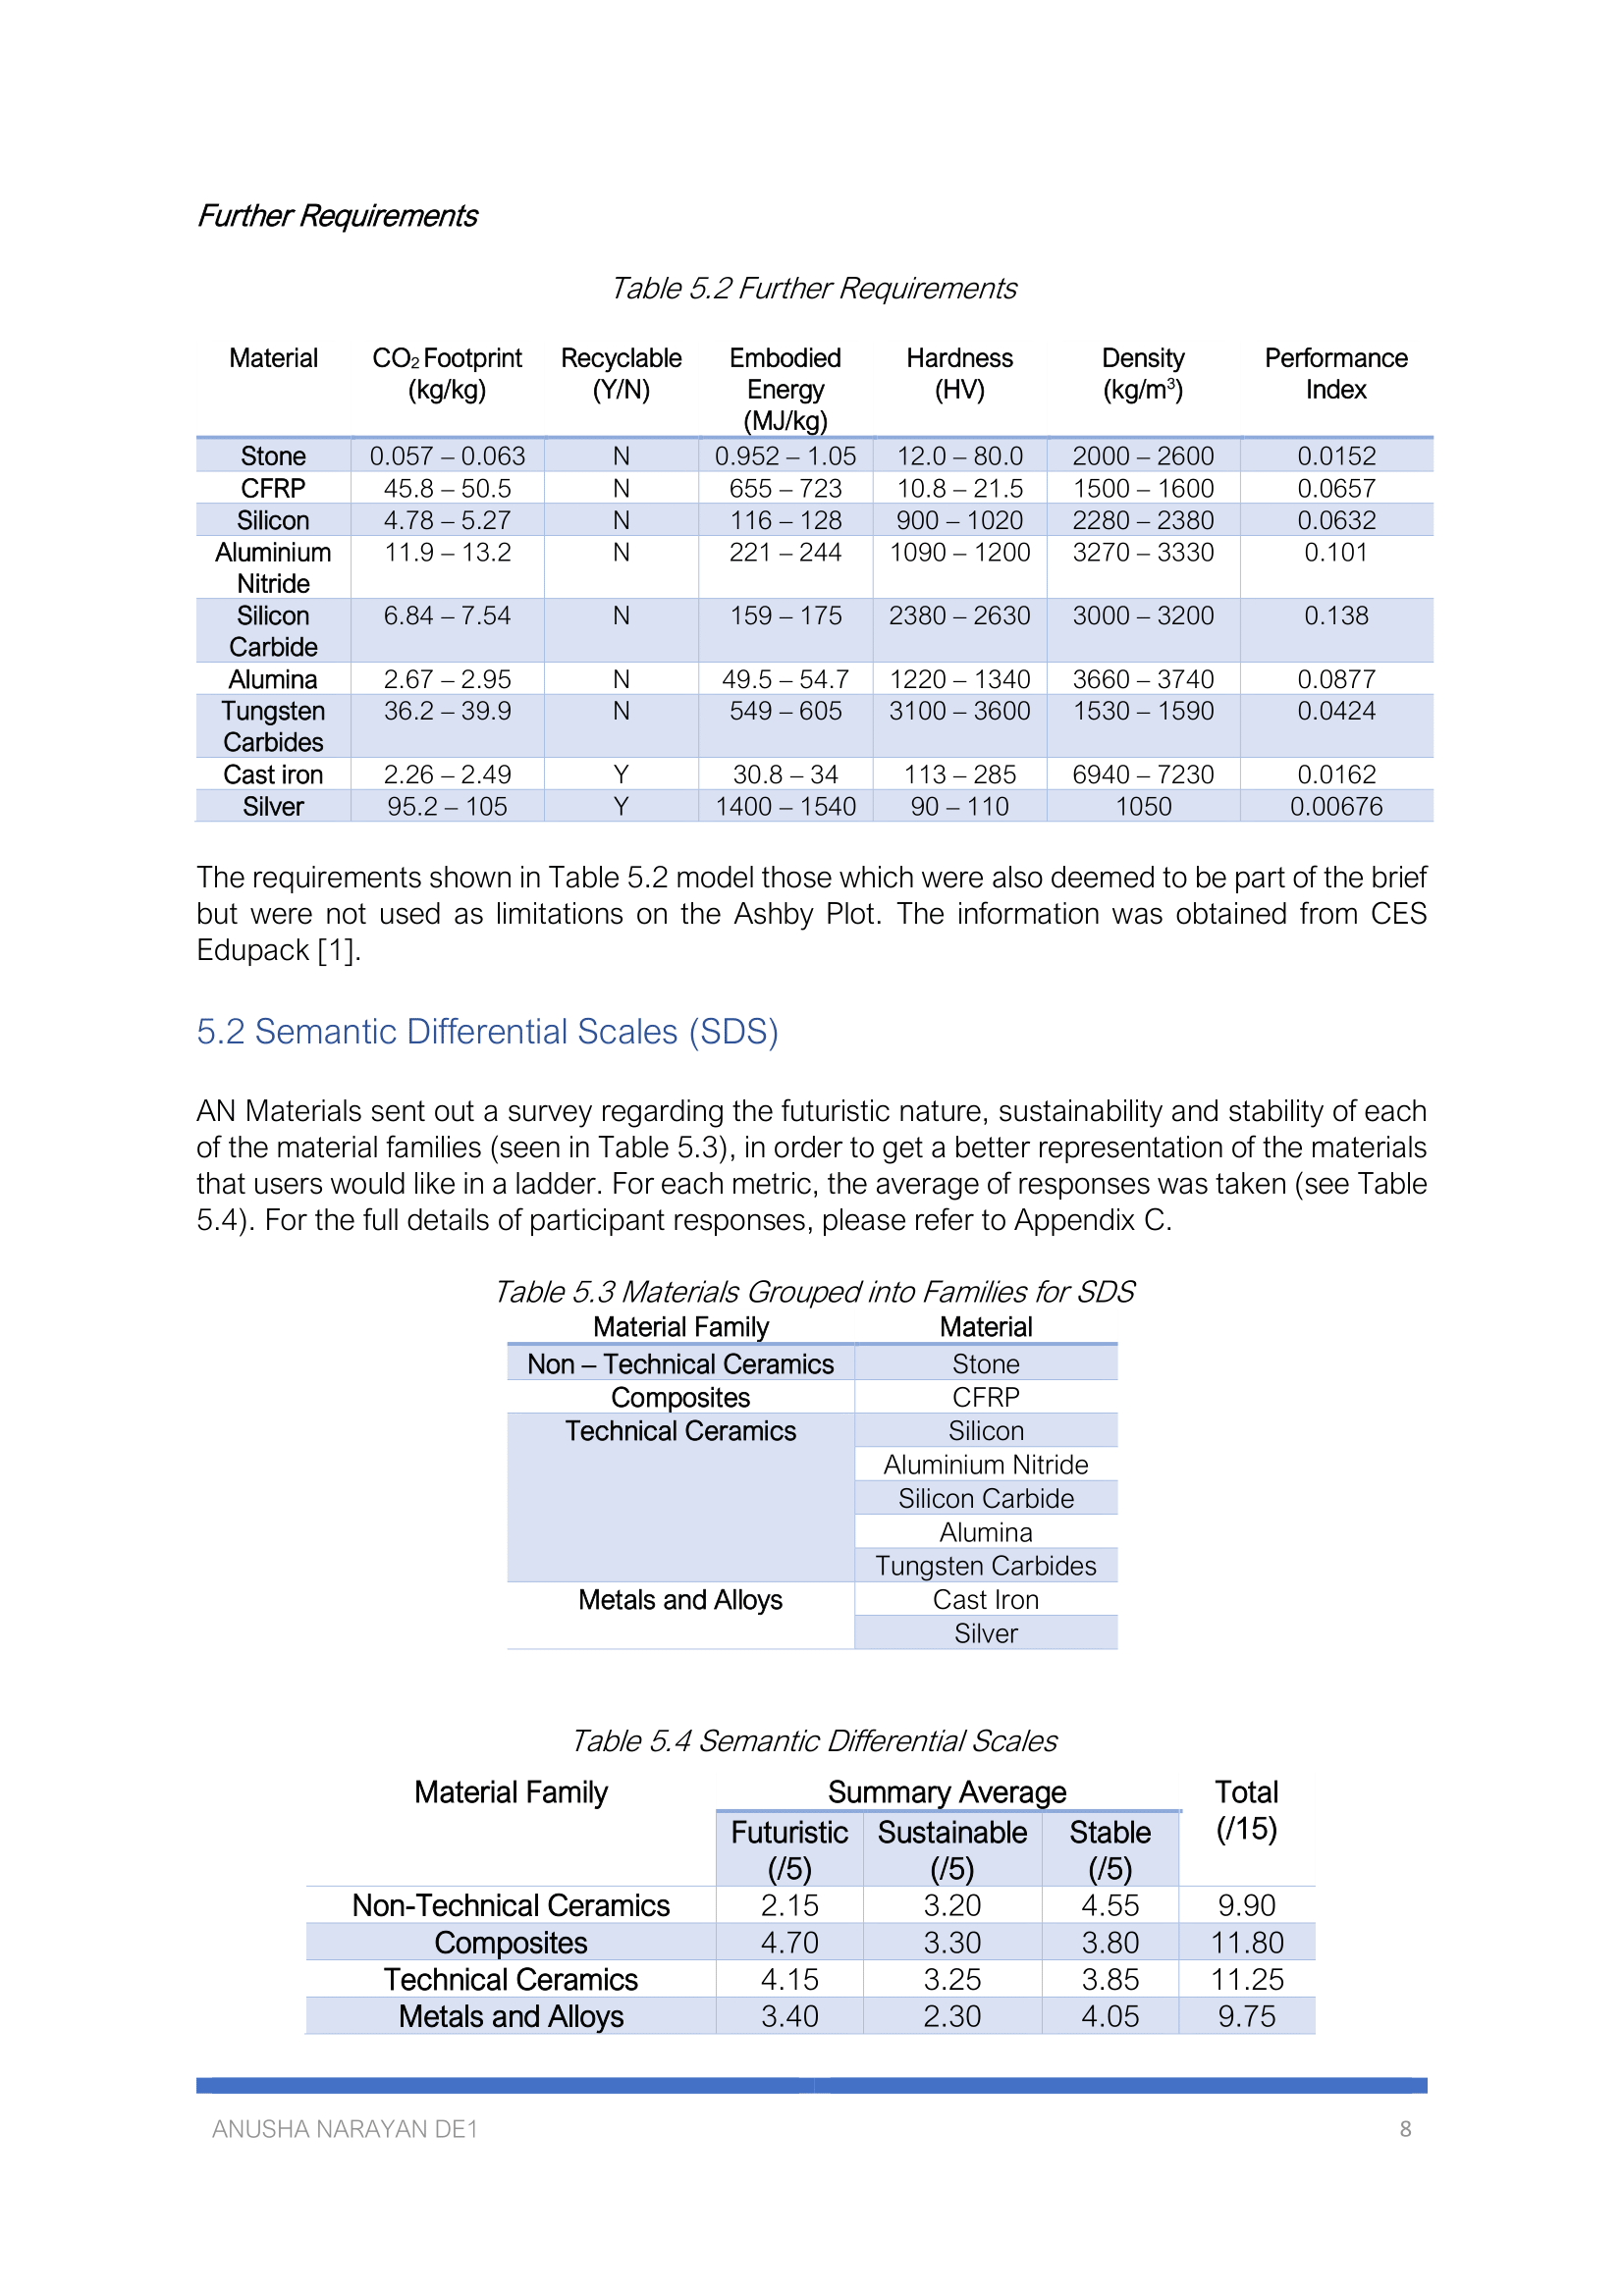 Further Requirements
Table 5.2 Further Requirements
Material CO₂ Footprint (kg/kg) Recyclable (Y/N) Embodied Energy (MJ/kg) Hardness (HV) Density (kg/m³) Performance Index
Stone 0.057 – 0.063 N 0.952 – 1.05 12.0 – 80.0 2000 – 2600 0.0152
CFRP 45.8 – 50.5 N 655 – 723 10.8 – 21.5 1500 – 1600 0.0657
Silicon 4.78 – 5.27 N 116 – 128 900 – 1020 2280 – 2380 0.0632
Aluminium Nitride 11.9 – 13.2 N 221 – 244 1090 – 1200 3270 – 3330 0.101
Silicon Carbide 6.84 – 7.54 N 159 – 175 2380 – 2630 3000 – 3200 0.138
Alumina 2.67 – 2.95 N 49.5 – 54.7 1220 – 1340 3660 – 3740 0.0877
Tungsten Carbides 36.2 – 39.9 N 549 – 605 3100 – 3600 1530 – 1590 0.0424
Cast iron 2.26 – 2.49 Y 30.8 – 34 113 – 285 6940 – 7230 0.0162
Silver 95.2 – 105 Y 1400 – 1540 90 – 110 1050 0.00676
The requirements shown in Table 5.2 model those which were also deemed to be part of the brief
but were not used as limitations on the Ashby Plot. The information was obtained from CES
Edupack [1].
5.2 Semantic Differential Scales (SDS)
AN Materials sent out a survey regarding the futuristic nature, sustainability and stability of each
of the material families (seen in Table 5.3), in order to get a better representation of the materials
that users would like in a ladder. For each metric, the average of responses was taken (see Table
5.4). For the full details of participant responses, please refer to Appendix C.
Table 5.3 Materials Grouped into Families for SDS
Material Family Material
Non – Technical Ceramics Stone
Composites CFRP
Technical Ceramics Silicon
Aluminium Nitride
Silicon Carbide
Alumina
Tungsten Carbides
Metals and Alloys Cast Iron
Silver
Table 5.4 Semantic Differential Scales
Material Family Summary Average Total (/15)
Futuristic (/5) Sustainable (/5) Stable (/5)
Non-Technical Ceramics 2.15 3.20 4.55 9.90
Composites 4.70 3.30 3.80 11.80
Technical Ceramics 4.15 3.25 3.85 11.25
Metals and Alloys 3.40 2.30 4.05 9.75
ANUSHA NARAYAN DE1 8